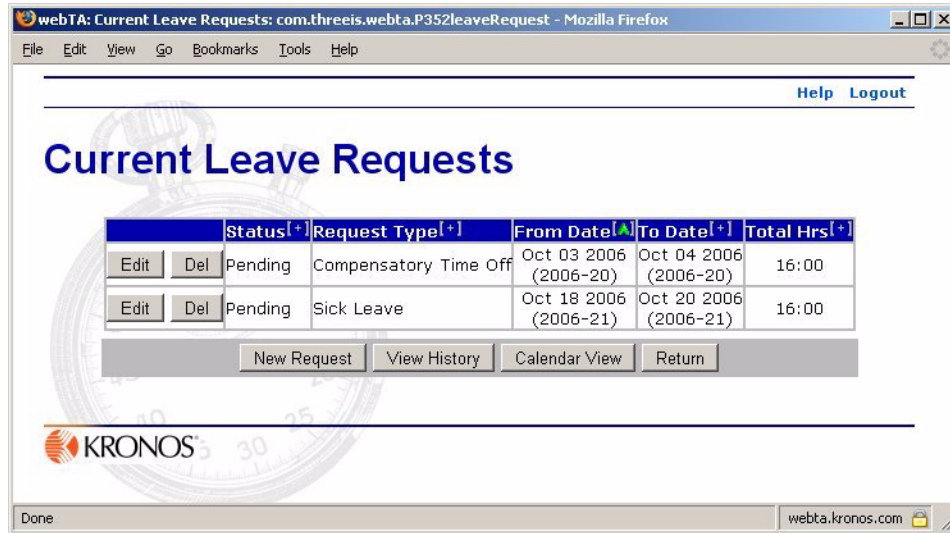 webTA: Current Leave Requests: com.threeis.webta.P352leaveRequest - Mozilla Firefox
File Edit View Go Bookmarks Tools Help
Help Logout
Current Leave Requests
Status[+] Request Type[+] From Date[^] To Date[+] Total Hrs[+]
Edit Del Pending Compensatory Time Off Oct 03 2006 (2006-20) Oct 04 2006 (2006-20) 16:00
Edit Del Pending Sick Leave Oct 18 2006 (2006-21) Oct 20 2006 (2006-21) 16:00
New Request View History Calendar View Return
KRONOS
Done webta.kronos.com